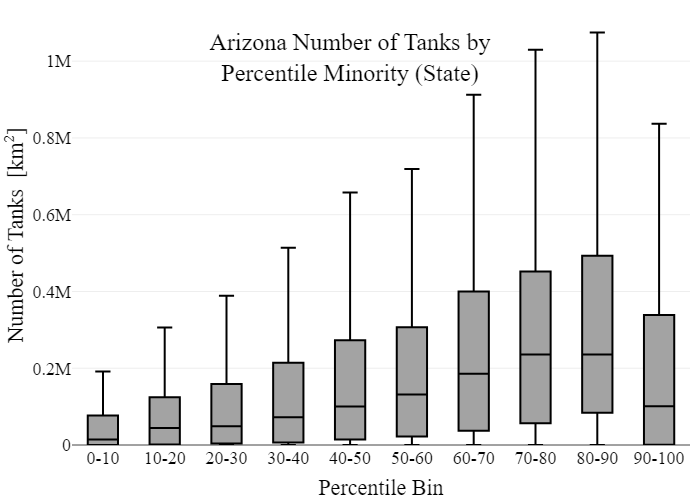 Arizona Number of Tanks by
Percentile Minority (State)
Number of Tanks [km²]
1M
0.8M
0.6M
0.4M
0.2M
0
0-10 10-20 20-30 30-40 40-50 50-60 60-70 70-80 80-90 90-100
Percentile Bin